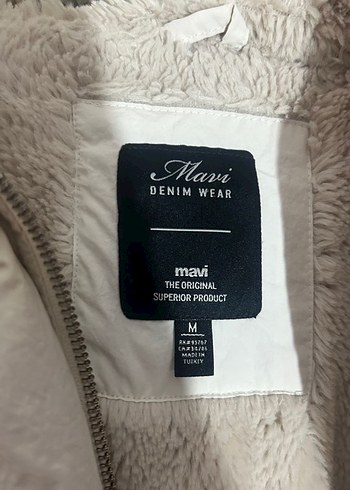 Mavi
DENIM WEAR
mavi
THE ORIGINAL
SUPERIOR PRODUCT
M
MADE IN
TURKEY